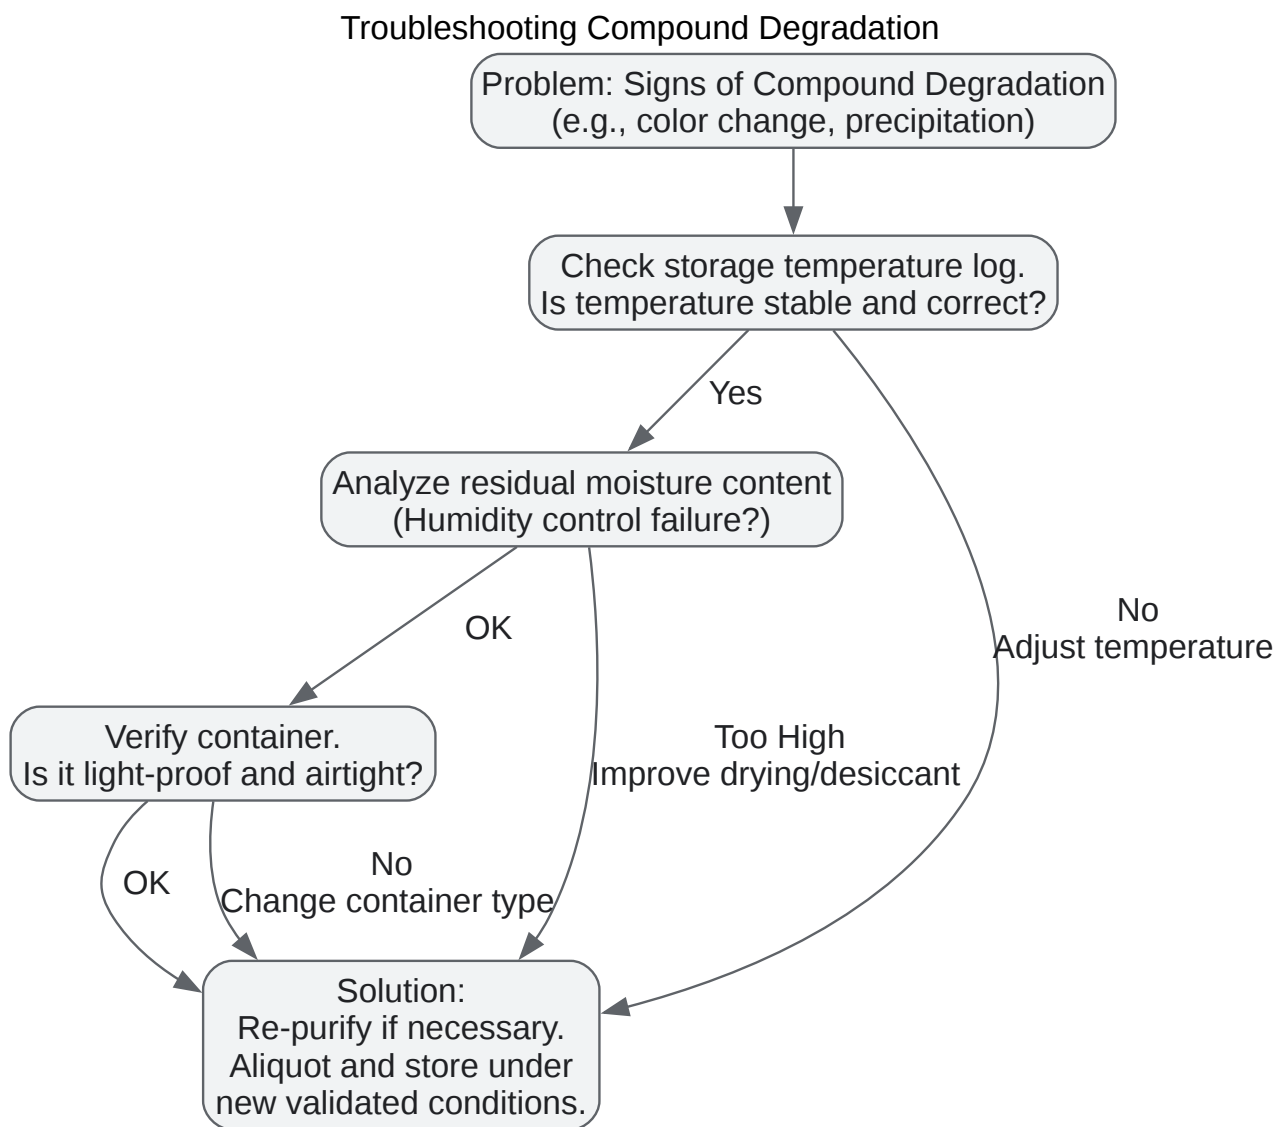 Troubleshooting Compound Degradation
Problem: Signs of Compound Degradation
(e.g., color change, precipitation)
Check storage temperature log.
Is temperature stable and correct?
Yes
Analyze residual moisture content
(Humidity control failure?)
No
Adjust temperature
OK
Verify container.
Is it light-proof and airtight?
Too High
Improve drying/desiccant
OK
No
Change container type
Solution:
Re-purify if necessary.
Aliquot and store under
new validated conditions.